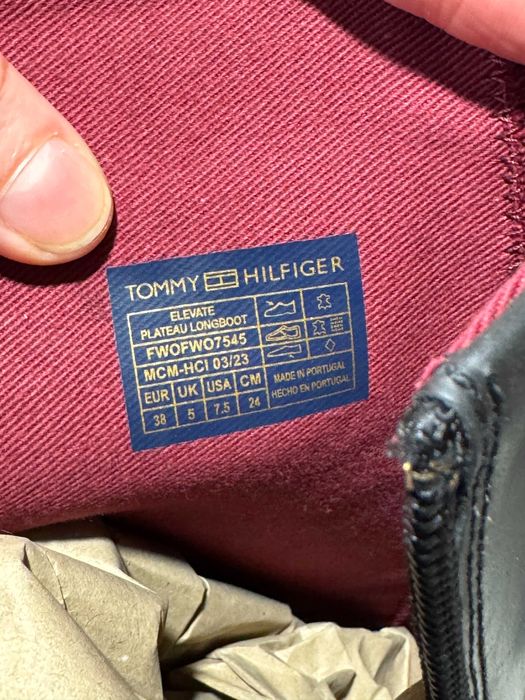 TOMMY HILFIGER
ELEVATE
PLATEAU LONGBOOT
FW0FW07545
MCM-HCI 03/23
EUR UK USA CM
38 5 7.5 24
MADE IN PORTUGAL
HECHO EN PORTUGAL